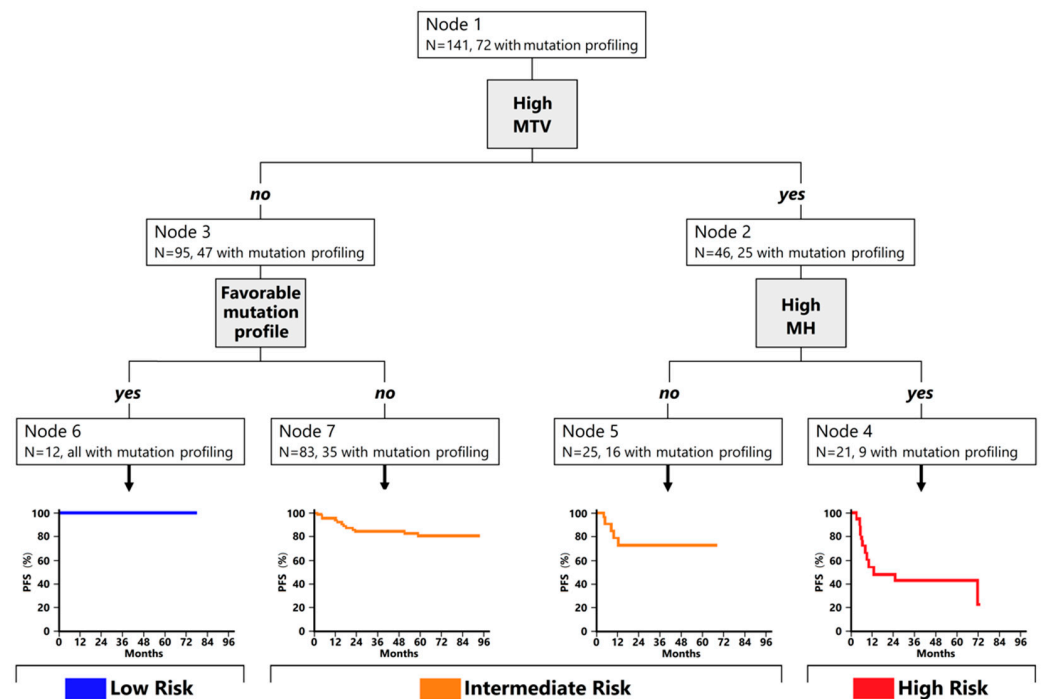 Node 1
N=141, 72 with mutation profiling
High
MTV
no
yes
Node 3
N=95, 47 with mutation profiling
Node 2
N=46, 25 with mutation profiling
Favorable
mutation
profile
High
MH
yes
no
no
yes
Node 6
N=12, all with mutation profiling
Node 7
N=83, 35 with mutation profiling
Node 5
N=25, 16 with mutation profiling
Node 4
N=21, 9 with mutation profiling
PFS (%)
100
80
60
40
20
0
0 12 24 36 48 60 72 84 96
Months
PFS (%)
100
80
60
40
20
0
0 12 24 36 48 60 72 84 96
Months
PFS (%)
100
80
60
40
20
0
0 12 24 36 48 60 72 84 96
Months
PFS (%)
100
80
60
40
20
0
0 12 24 36 48 60 72 84 96
Months
Low Risk
Intermediate Risk
High Risk